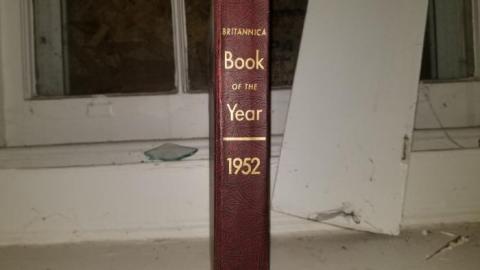 BRITANNICA
Book
OF THE
Year
1952